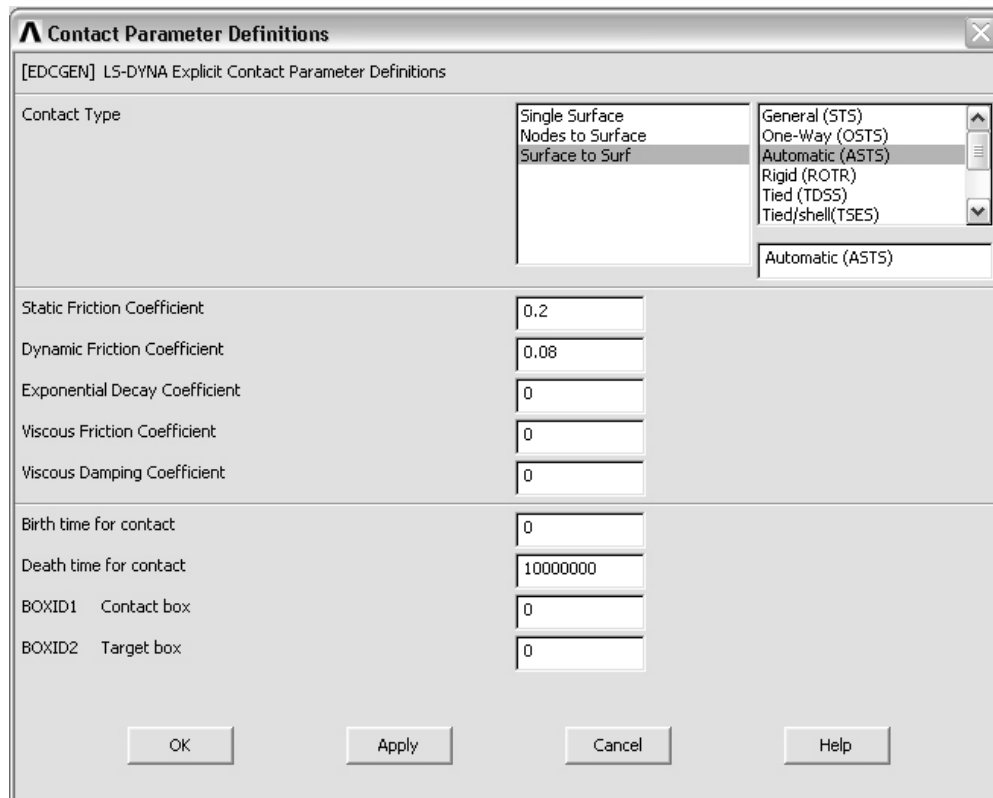 Contact Parameter Definitions
[EDCGEN] LS-DYNA Explicit Contact Parameter Definitions
Contact Type
Single Surface
Nodes to Surface
Surface to Surf
General (STS)
One-Way (OSTS)
Automatic (ASTS)
Rigid (ROTR)
Tied (TDSS)
Tied/shell(TSES)
Automatic (ASTS)
Static Friction Coefficient 0.2
Dynamic Friction Coefficient 0.08
Exponential Decay Coefficient 0
Viscous Friction Coefficient 0
Viscous Damping Coefficient 0
Birth time for contact 0
Death time for contact 10000000
BOXID1 Contact box 0
BOXID2 Target box 0
OK Apply Cancel Help